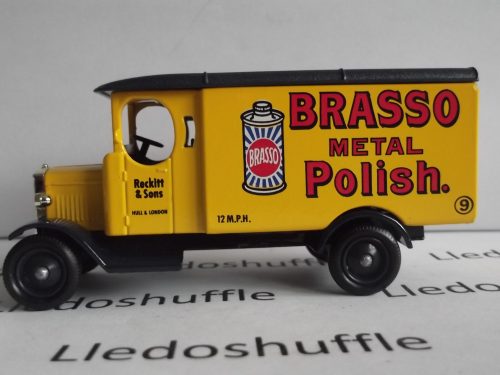 BRASSO
METAL
Polish.
BRASSO
Reckitt
& Sons
HULL & LONDON
12 M.P.H.
9
Lledoshuffle
Lledoshuffle
Lledoshuffle